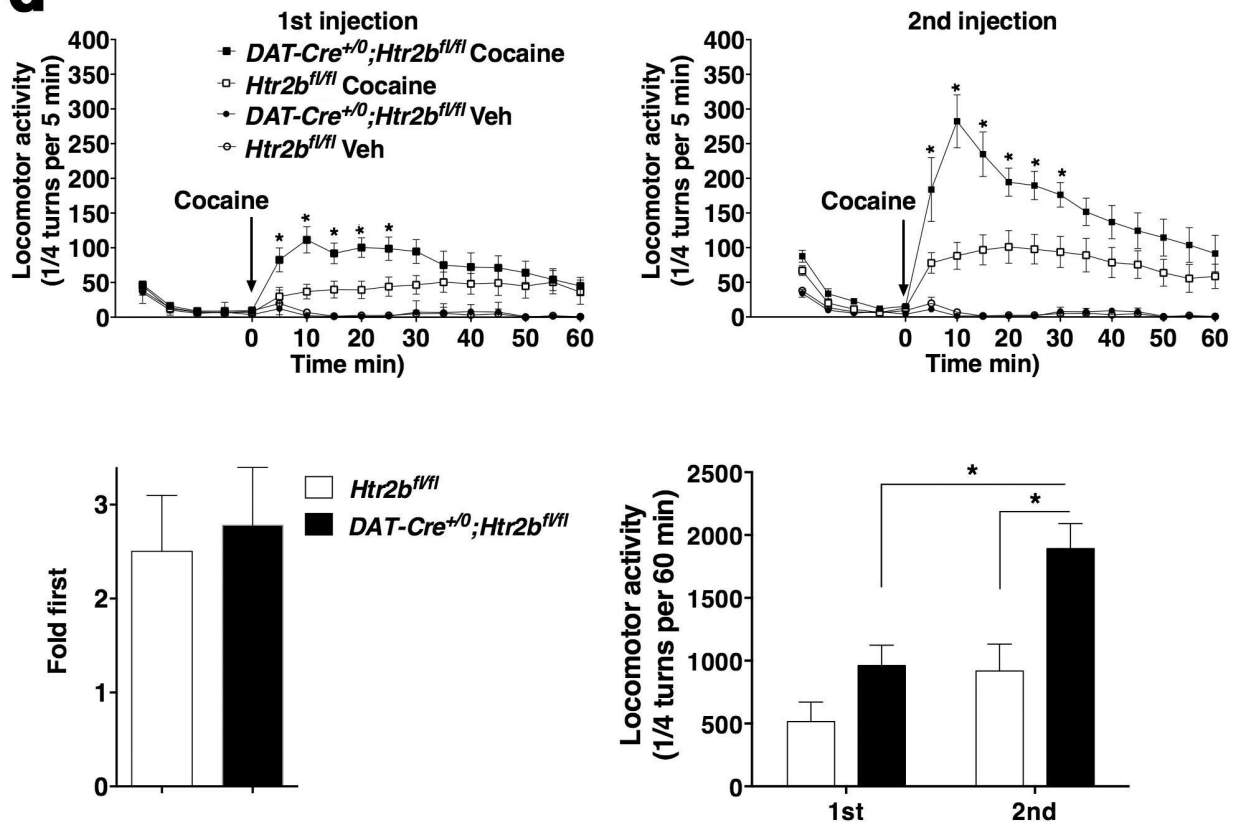 d
1st injection
2nd injection
Locomotor activity
(1/4 turns per 5 min)
400
350
300
250
200
150
100
50
0
DAT-Cre+/0;Htr2bfl/fl Cocaine
Htr2bfl/fl Cocaine
DAT-Cre+/0;Htr2bfl/fl Veh
Htr2bfl/fl Veh
Cocaine
* * * * *
0 10 20 30 40 50 60
Time min)
Locomotor activity
(1/4 turns per 5 min)
400
350
300
250
200
150
100
50
0
Cocaine
* * * * * *
0 10 20 30 40 50 60
Time min)
Fold first
3
2
1
0
Htr2bfl/fl
DAT-Cre+/0;Htr2bfl/fl
Locomotor activity
(1/4 turns per 60 min)
2500
2000
1500
1000
500
0
*
*
1st 2nd